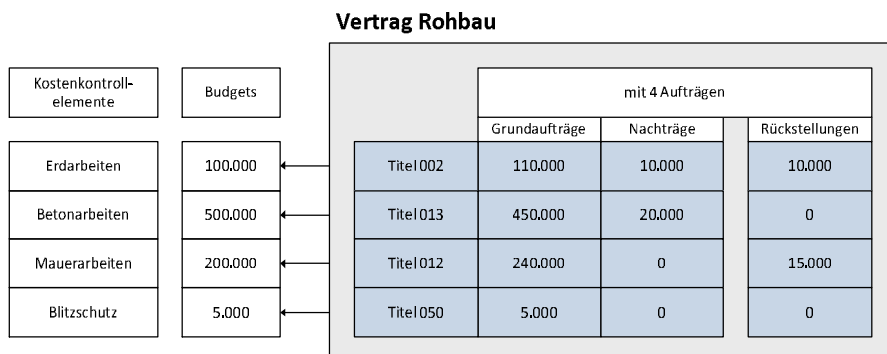 Vertrag Rohbau
Kostenkontroll-
elemente
Budgets
mit 4 Aufträgen
Grundaufträge Nachträge Rückstellungen
Erdarbeiten 100.000 Titel 002 110.000 10.000 10.000
Betonarbeiten 500.000 Titel 013 450.000 20.000 0
Mauerarbeiten 200.000 Titel 012 240.000 0 15.000
Blitzschutz 5.000 Titel 050 5.000 0 0